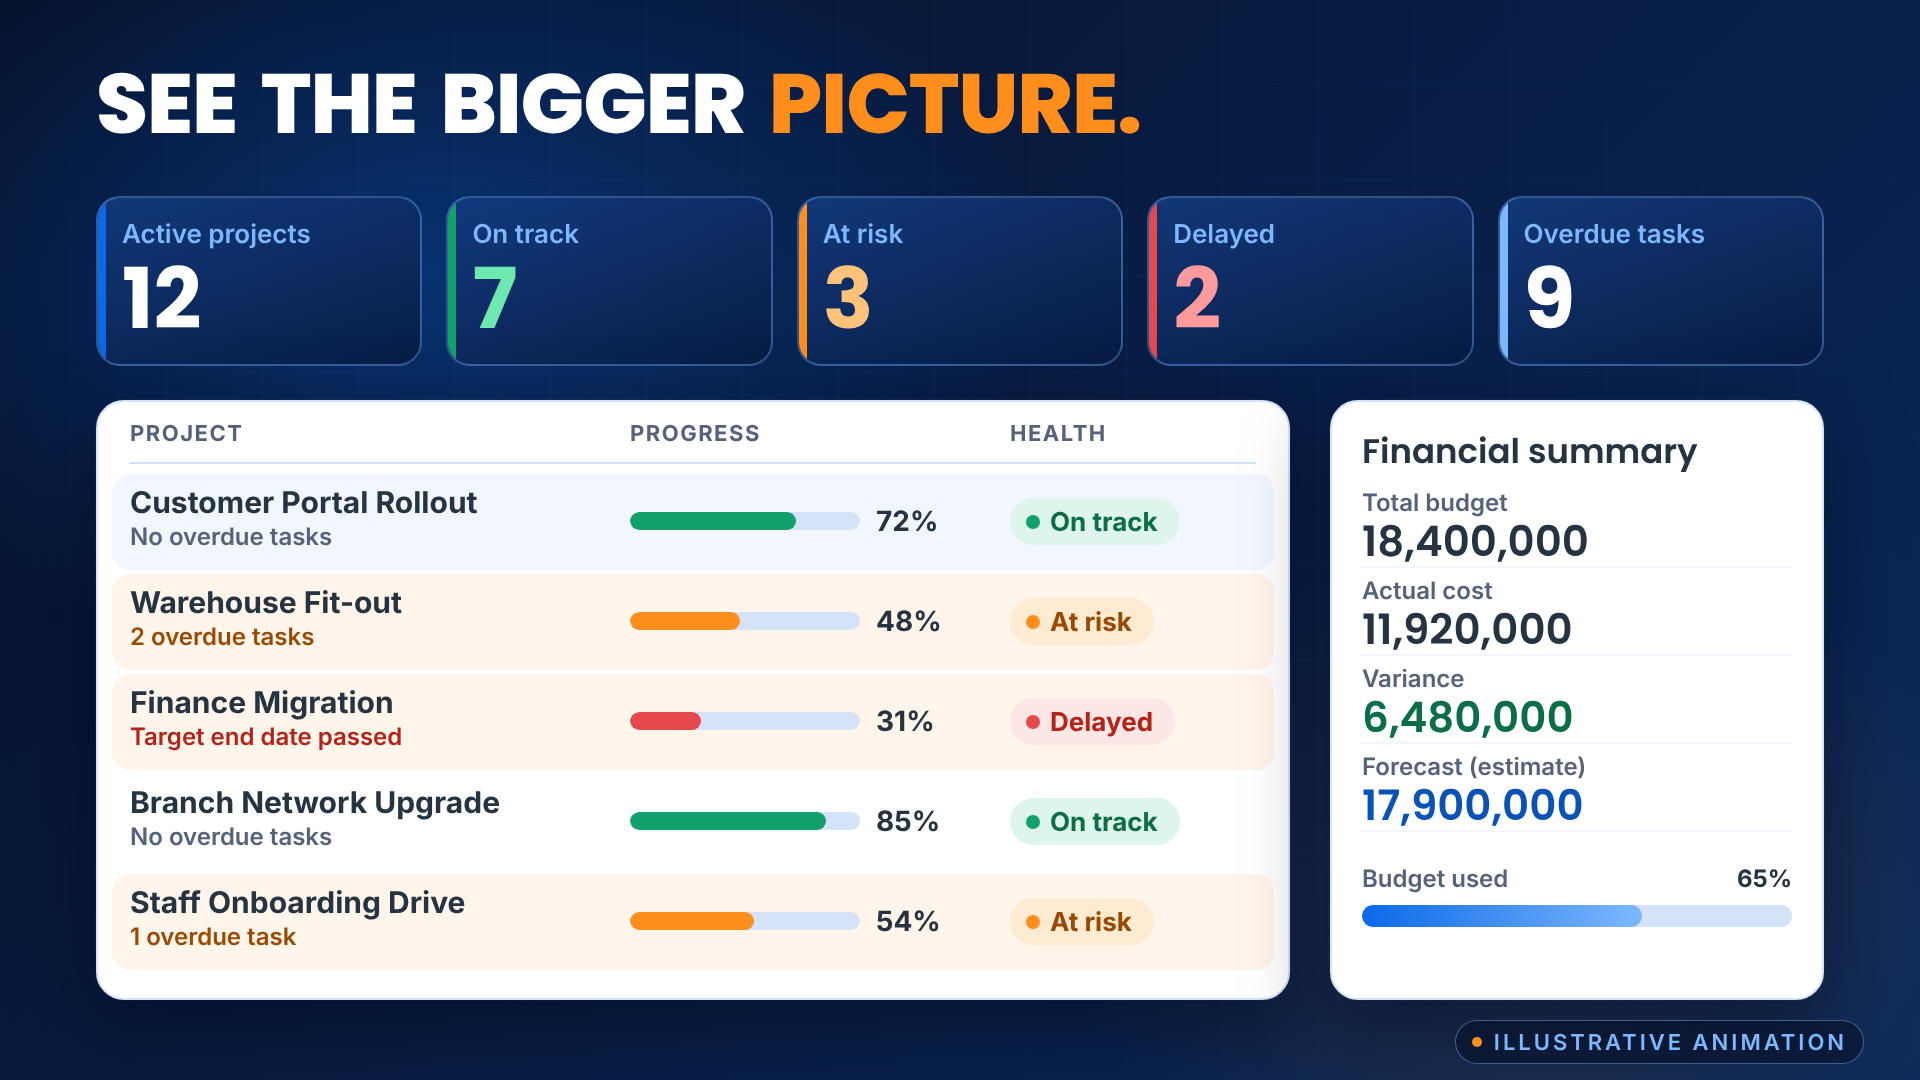 SEE THE BIGGER PICTURE.
Active projects
12
On track
7
At risk
3
Delayed
2
Overdue tasks
9
PROJECT PROGRESS HEALTH
Customer Portal Rollout
No overdue tasks
72%
On track
Warehouse Fit-out
2 overdue tasks
48%
At risk
Finance Migration
Target end date passed
31%
Delayed
Branch Network Upgrade
No overdue tasks
85%
On track
Staff Onboarding Drive
1 overdue task
54%
At risk
Financial summary
Total budget
18,400,000
Actual cost
11,920,000
Variance
6,480,000
Forecast (estimate)
17,900,000
Budget used 65%
ILLUSTRATIVE ANIMATION